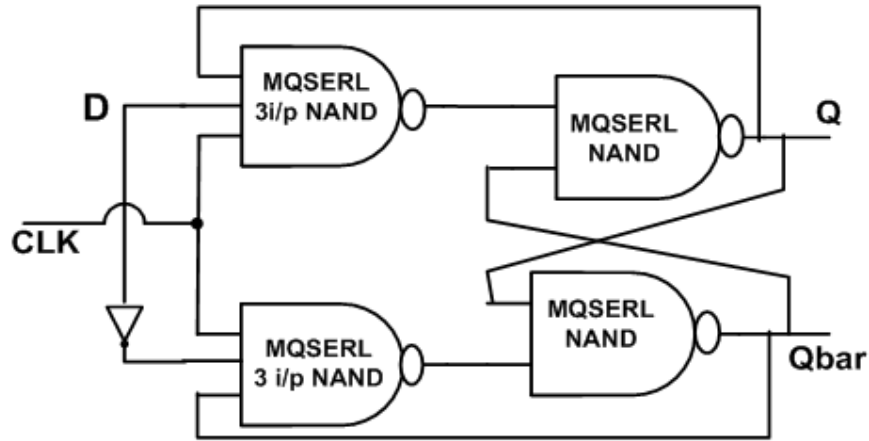 MQSERL
3i/p NAND
D
MQSERL
NAND
Q
CLK
MQSERL
3 i/p NAND
MQSERL
NAND
Qbar